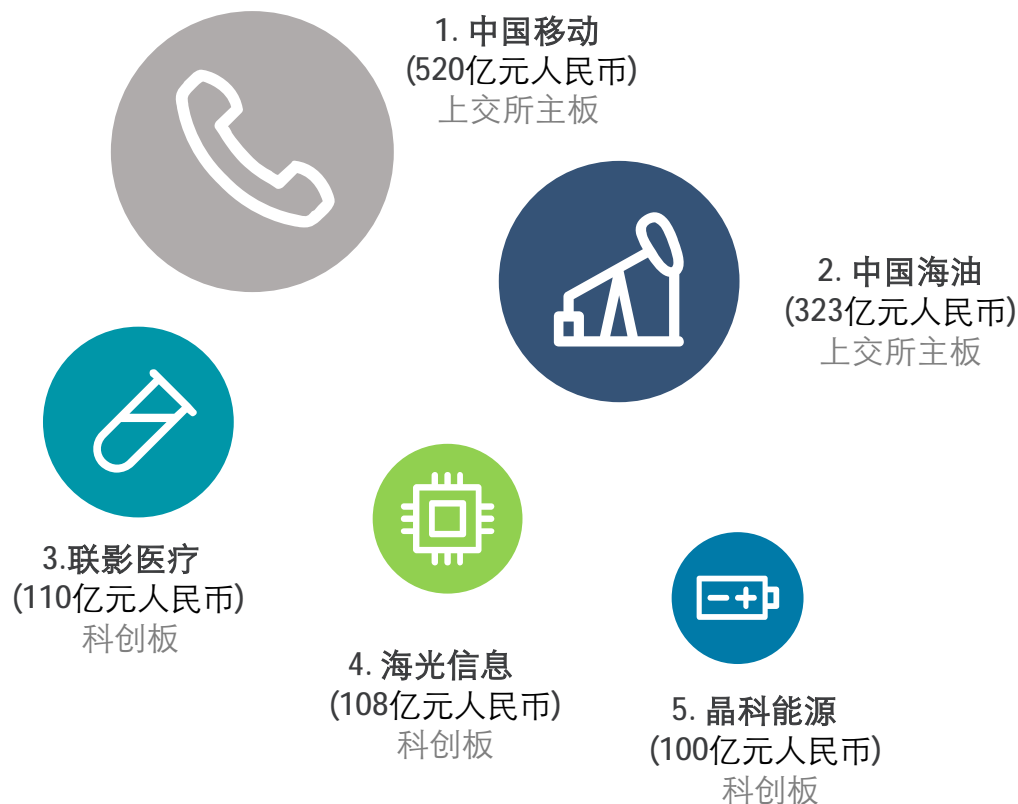 1. 中国移动
(520亿元人民币)
上交所主板
2. 中国海油
(323亿元人民币)
上交所主板
3.联影医疗
(110亿元人民币)
科创板
4. 海光信息
(108亿元人民币)
科创板
5. 晶科能源
(100亿元人民币)
科创板